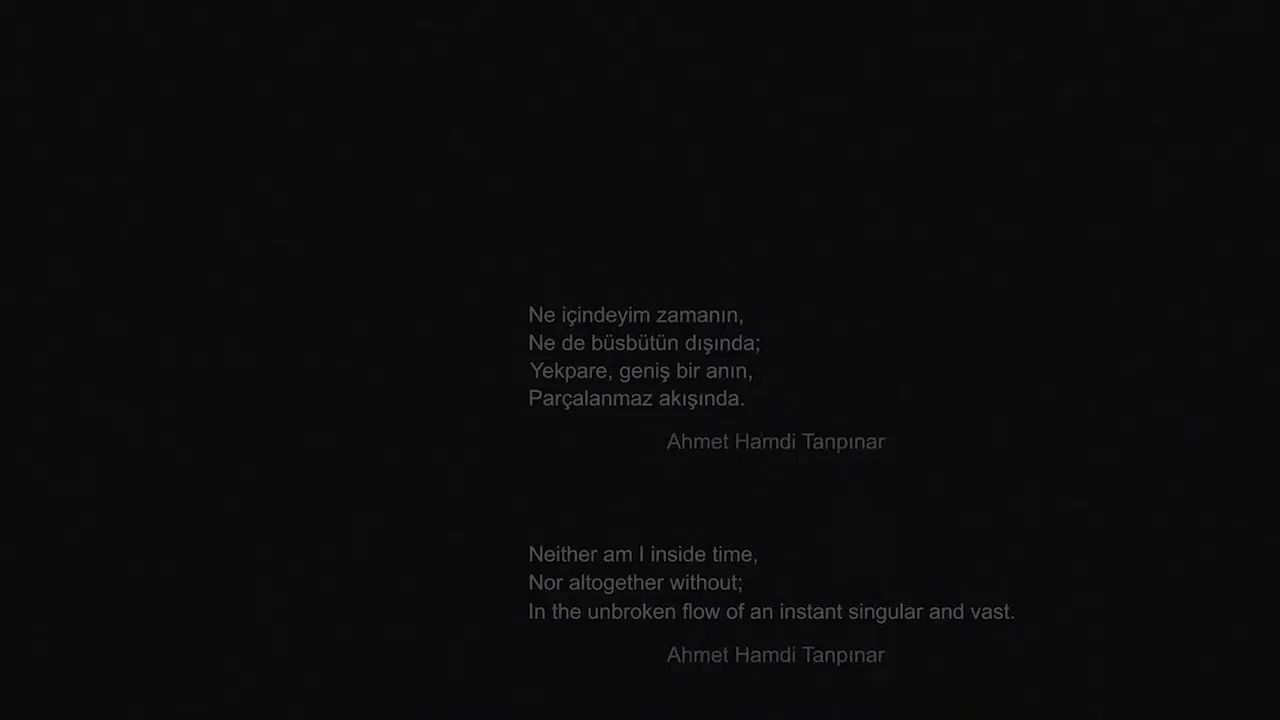 Ne içindeyim zamanın,
Ne de büsbütün dışında;
Yekpare, geniş bir anın,
Parçalanmaz akışında.
Ahmet Hamdi Tanpınar
Neither am I inside time,
Nor altogether without;
In the unbroken flow of an instant singular and vast.
Ahmet Hamdi Tanpınar